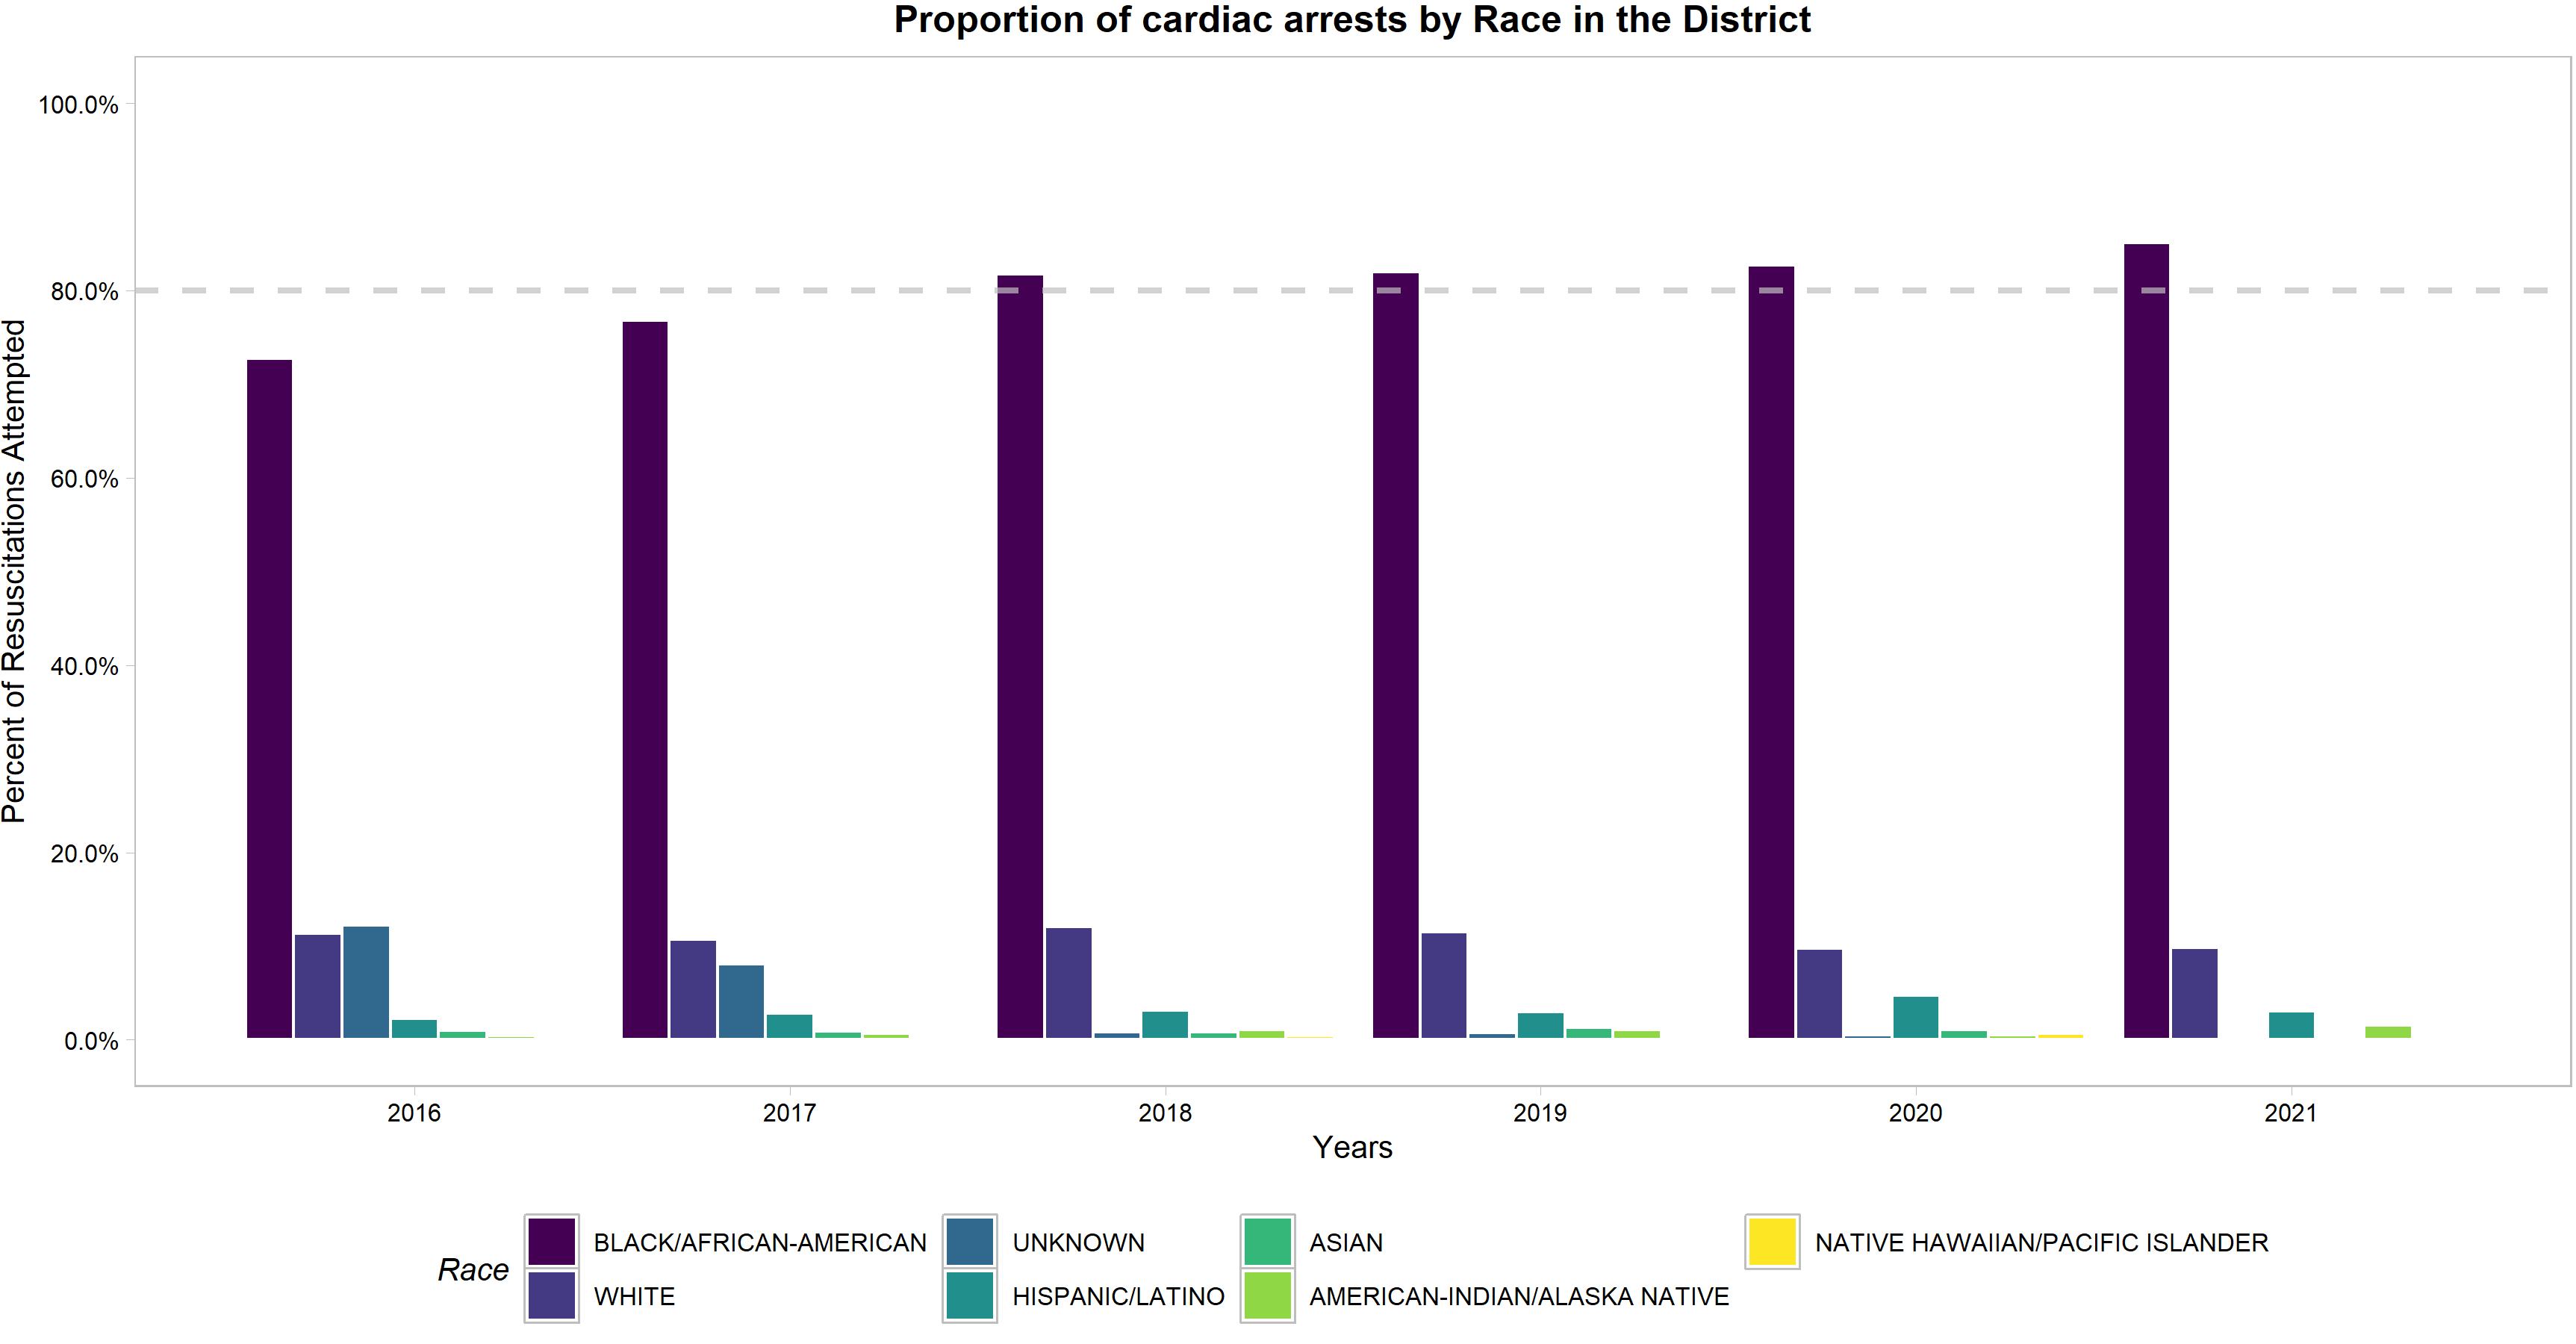 Proportion of cardiac arrests by Race in the District
Percent of Resuscitations Attempted
100.0%
80.0%
60.0%
40.0%
20.0%
0.0%
2016 2017 2018 2019 2020 2021
Years
Race
BLACK/AFRICAN-AMERICAN UNKNOWN ASIAN NATIVE HAWAIIAN/PACIFIC ISLANDER
WHITE HISPANIC/LATINO AMERICAN-INDIAN/ALASKA NATIVE